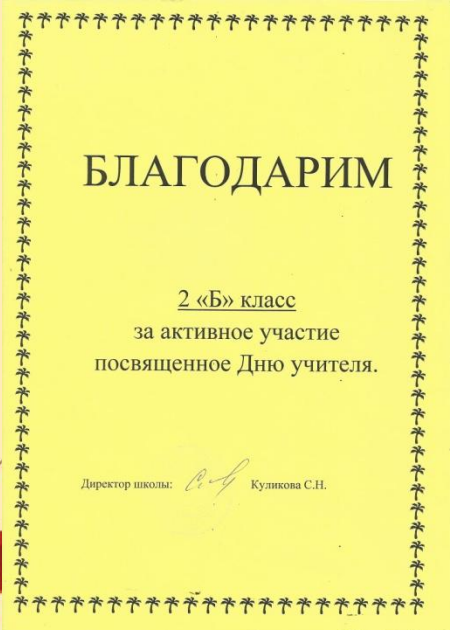 БЛАГОДАРИМ
2 «Б» класс
за активное участие
посвященное Дню учителя.
Директор школы: Куликова С.Н.